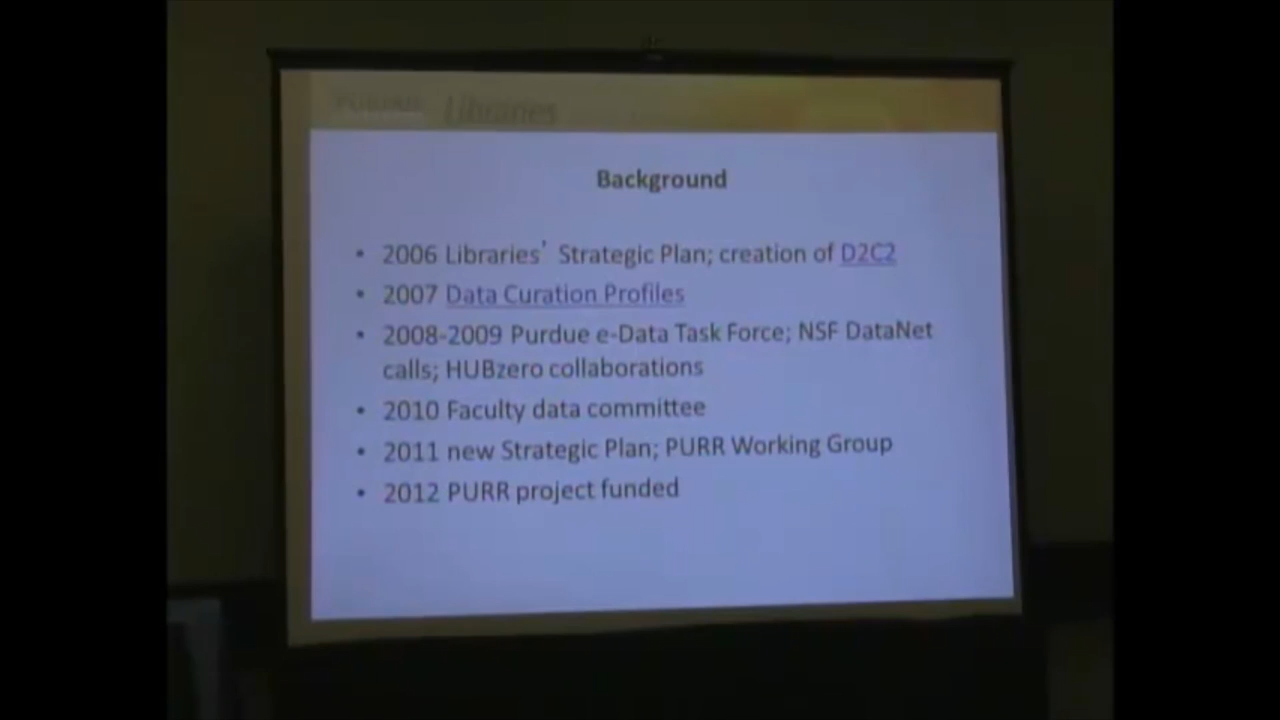 Libraries
Background
• 2006 Libraries' Strategic Plan; creation of D2C2
• 2007 Data Curation Profiles
• 2008-2009 Purdue e-Data Task Force; NSF DataNet
calls; HUBzero collaborations
• 2010 Faculty data committee
• 2011 new Strategic Plan; PURR Working Group
• 2012 PURR project funded